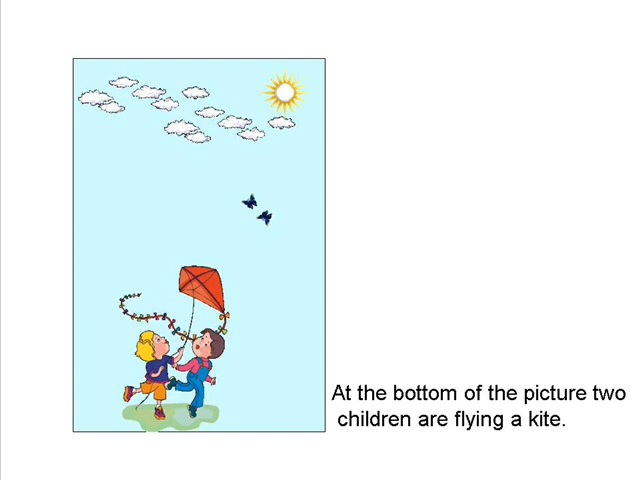 At the bottom of the picture two
children are flying a kite.